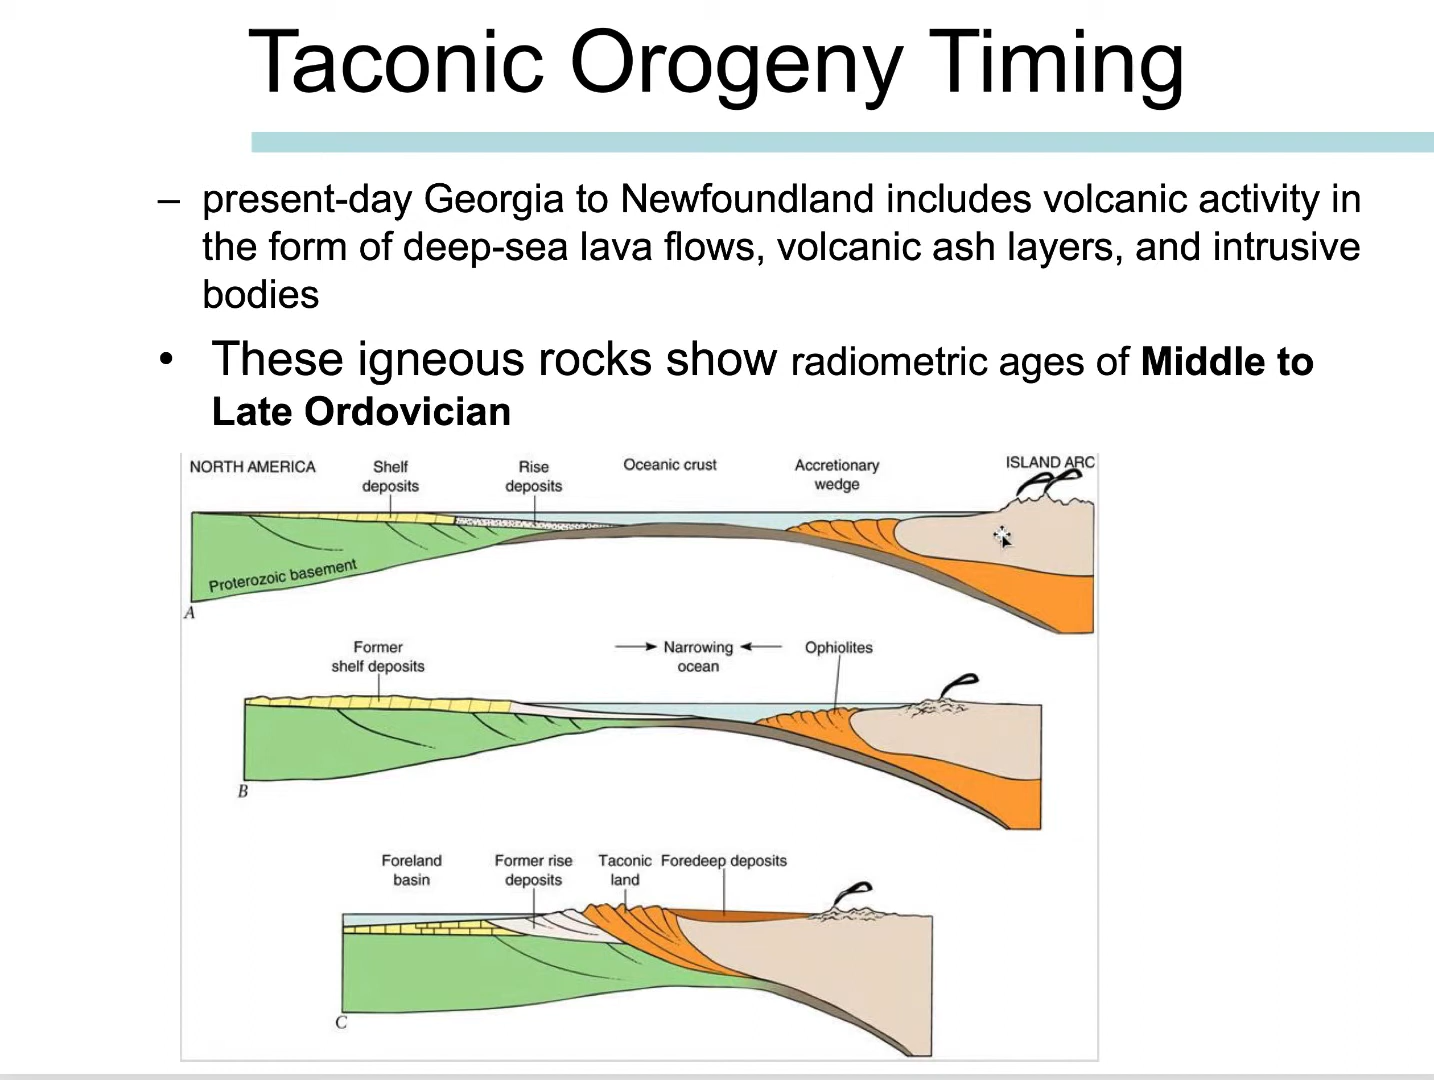 Taconic Orogeny Timing
– present-day Georgia to Newfoundland includes volcanic activity in
the form of deep-sea lava flows, volcanic ash layers, and intrusive
bodies
• These igneous rocks show radiometric ages of Middle to
Late Ordovician
NORTH AMERICA
Shelf
deposits
Rise
deposits
Oceanic crust
Accretionary
wedge
ISLAND ARC
Proterozoic basement
A
Former
shelf deposits
Narrowing
ocean
Ophiolites
B
Foreland
basin
Former rise
deposits
Taconic
land
Foredeep deposits
C